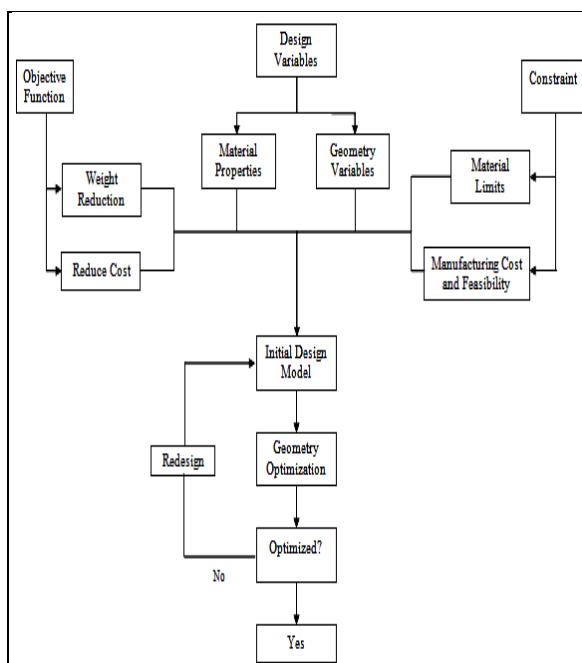 Design
Variables
Objective
Function
Constraint
Material
Properties
Geometry
Variables
Weight
Reduction
Material
Limits
Reduce Cost
Manufacturing Cost
and Feasibility
Initial Design
Model
Geometry
Optimization
Redesign
Optimized?
No
Yes